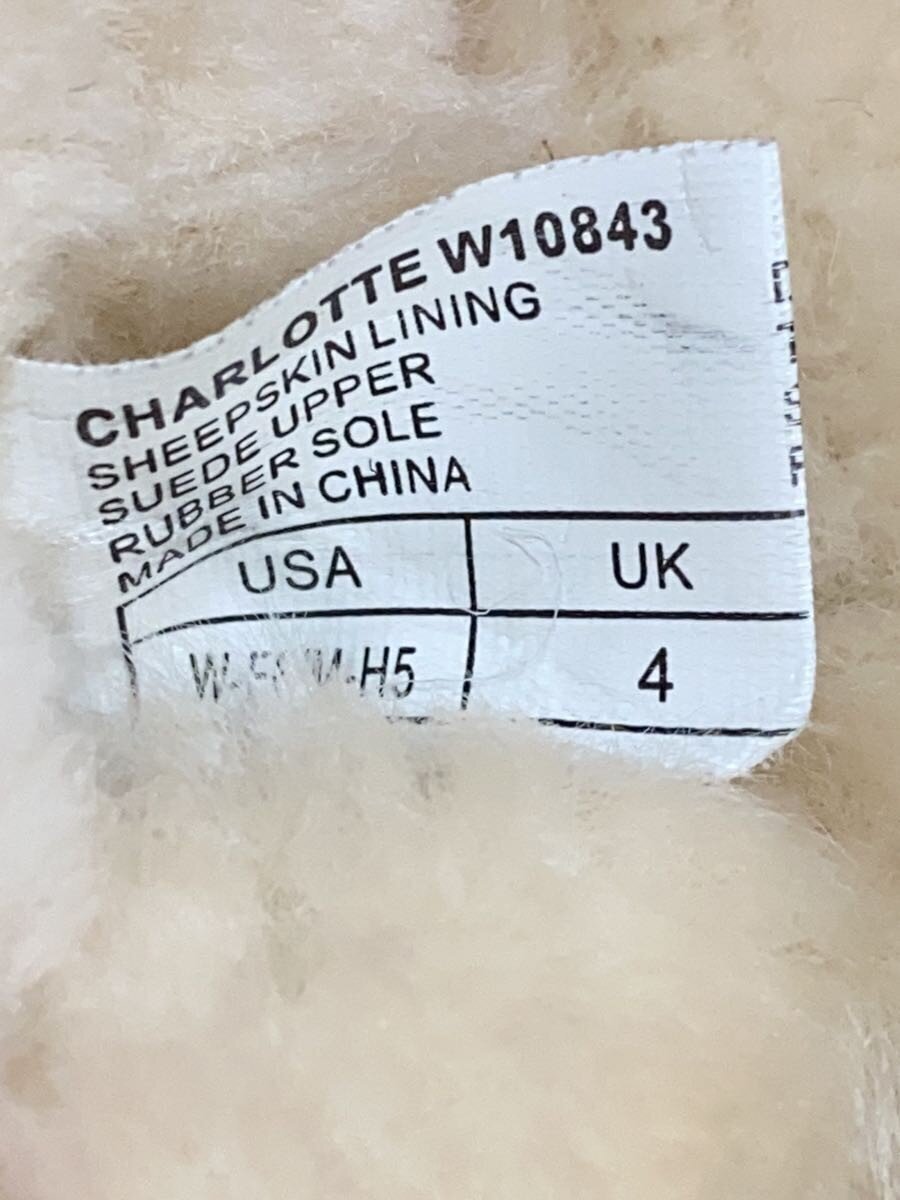 CHARLOTTE W10843
SHEEPSKIN LINING
SUEDE UPPER
RUBBER SOLE
MADE IN CHINA
USA UK
4